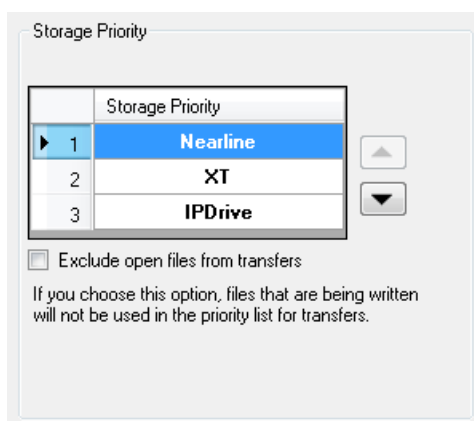 Storage Priority
Storage Priority
1 Nearline
2 XT
3 IPDrive
Exclude open files from transfers
If you choose this option, files that are being written
will not be used in the priority list for transfers.